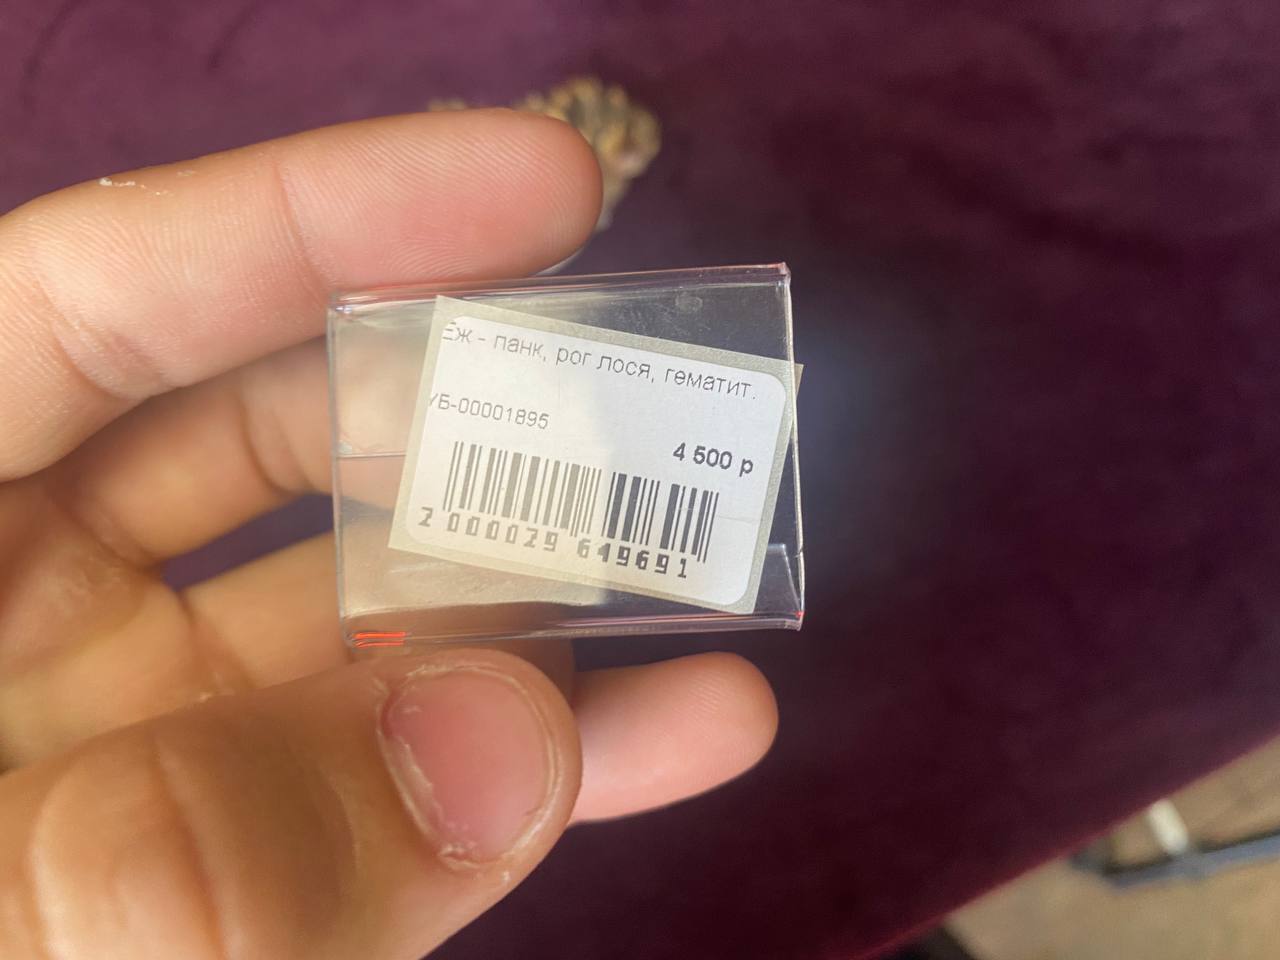 Ёж - панк, рог лося, гематит.
УБ-00001895
4 500 р
2 000029 649691